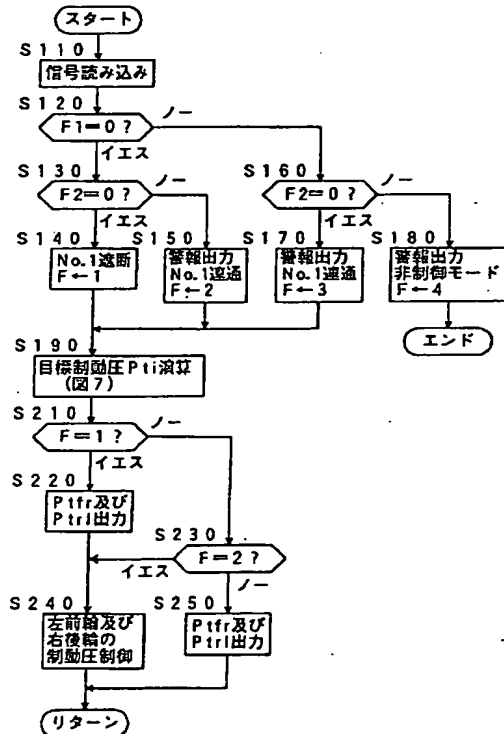 スタート
S110
信号読み込み
S120
F1=0?
ノー
イエス
S130
F2=0?
ノー
イエス
S160
F2=0?
ノー
イエス
S140
No.1遮断
F←1
S150
警報出力
No.1連通
F←2
S170
警報出力
No.1連通
F←3
S180
警報出力
非制御モード
F←4
エンド
S190
目標制動圧Pti演算
(図7)
S210
F=1?
ノー
イエス
S220
Ptfr及び
Ptrl出力
S230
F=2?
イエス
ノー
S240
左前輪及び
右後輪の
制動圧制御
S250
Ptfr及び
Ptrl出力
リターン